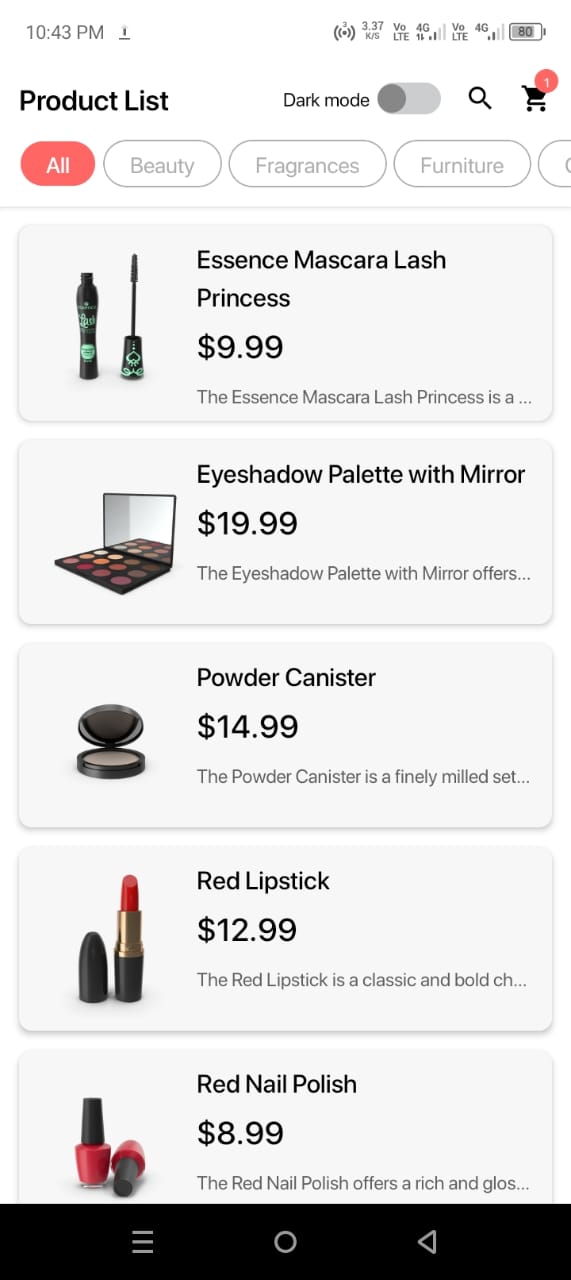 10:43 PM
3.37 K/S Vo LTE 4G Vo LTE 4G 80
Product List
Dark mode
1
All
Beauty
Fragrances
Furniture
Essence Mascara Lash
Princess
$9.99
The Essence Mascara Lash Princess is a ...
Eyeshadow Palette with Mirror
$19.99
The Eyeshadow Palette with Mirror offers...
Powder Canister
$14.99
The Powder Canister is a finely milled set...
Red Lipstick
$12.99
The Red Lipstick is a classic and bold ch...
Red Nail Polish
$8.99
The Red Nail Polish offers a rich and glos...